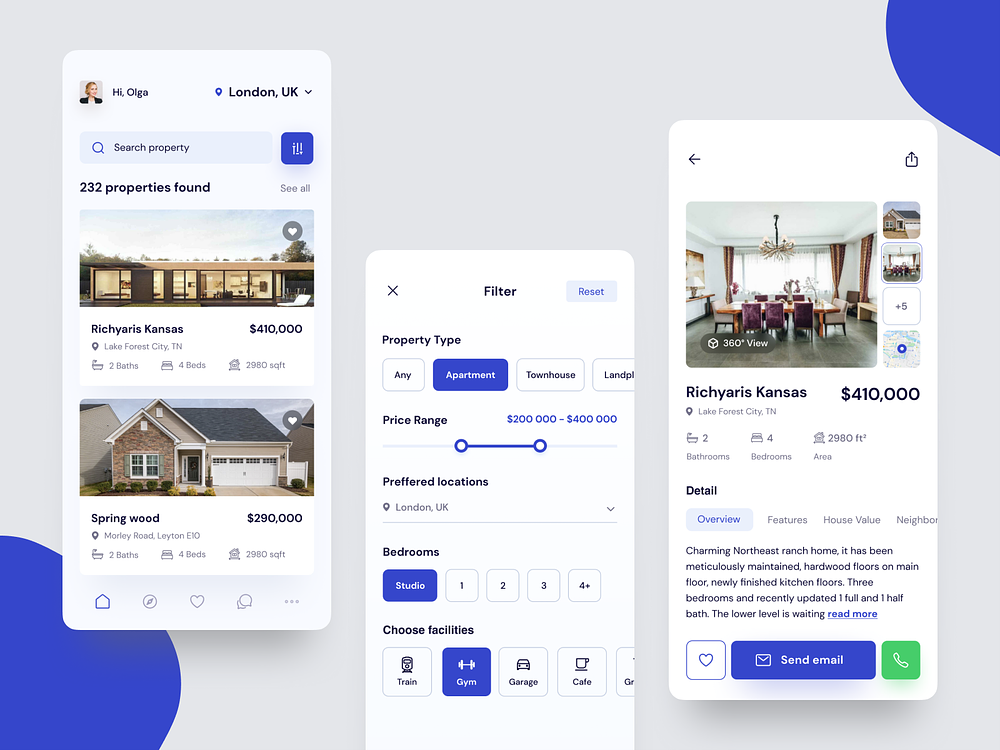 Hi, Olga
London, UK
Search property
232 properties found
See all
Richyaris Kansas
$410,000
Lake Forest City, TN
2 Baths
4 Beds
2980 sqft
Spring wood
$290,000
Morley Road, Leyton E10
2 Baths
4 Beds
2980 sqft
Filter
Reset
Property Type
Any
Apartment
Townhouse
Landpl
Price Range
$200 000 - $400 000
Preffered locations
London, UK
Bedrooms
Studio
1
2
3
4+
Choose facilities
Train
Gym
Garage
Cafe
Gr
360° View
+5
Richyaris Kansas
$410,000
Lake Forest City, TN
2
4
2980 ft²
Bathrooms
Bedrooms
Area
Detail
Overview
Features
House Value
Neighbor
Charming Northeast ranch home, it has been
meticulously maintained, hardwood floors on main
floor, newly finished kitchen floors. Three
bedrooms and recently updated 1 full and 1 half
bath. The lower level is waiting read more
Send email